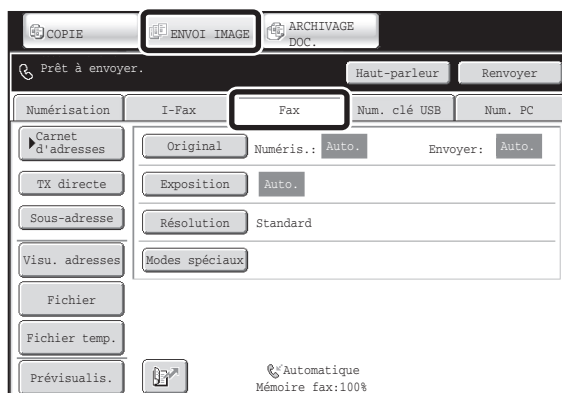 COPIE
ENVOI IMAGE
ARCHIVAGE
DOC.
Prêt à envoyer.
Haut-parleur
Renvoyer
Numérisation
I-Fax
Fax
Num. clé USB
Num. PC
Carnet
d'adresses
Original
Numéris.:
Auto.
Envoyer:
Auto.
TX directe
Exposition
Auto.
Sous-adresse
Résolution
Standard
Visu. adresses
Modes spéciaux
Fichier
Fichier temp.
Prévisualis.
Automatique
Mémoire fax:100%